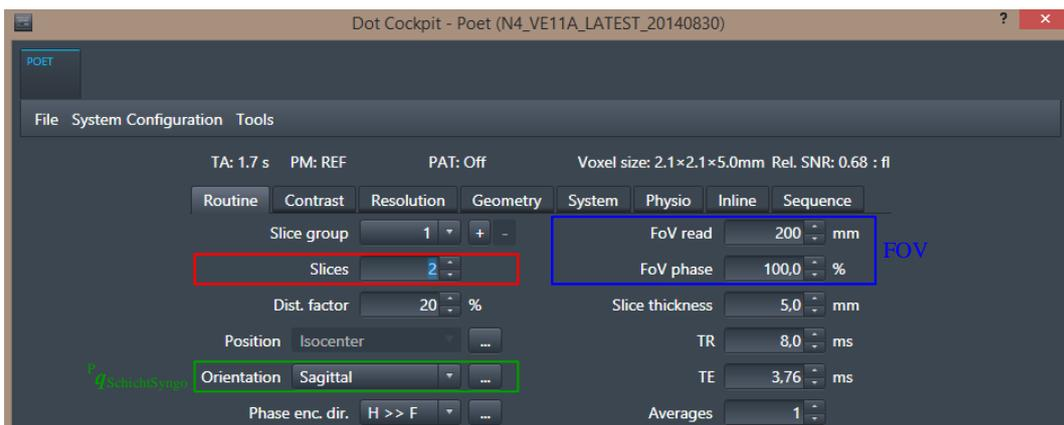 Dot Cockpit - Poet (N4_VE11A_LATEST_20140830) ? ×
POET
File System Configuration Tools
TA: 1.7 s PM: REF PAT: Off Voxel size: 2.1×2.1×5.0mm Rel. SNR: 0.68 : fl
Routine Contrast Resolution Geometry System Physio Inline Sequence
Slice group 1 + - FoV read 200 mm
FOV
Slices 2 FoV phase 100,0 %
Dist. factor 20 % Slice thickness 5,0 mm
Position Isocenter ... TR 8,0 ms
P q SchichtSyngo Orientation Sagittal ... TE 3,76 ms
Phase enc. dir. H >> F ... Averages 1